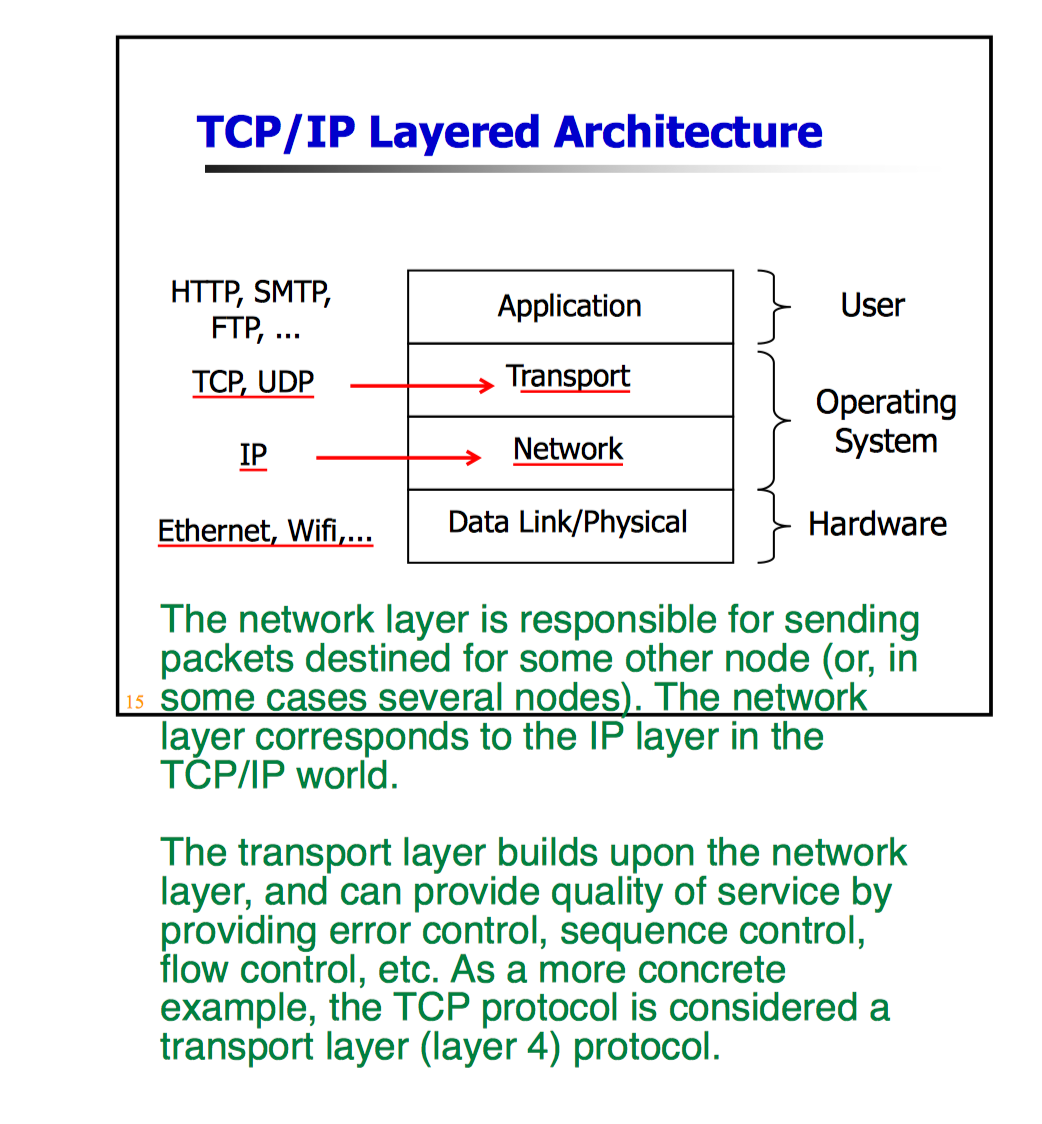 TCP/IP Layered Architecture
HTTP, SMTP,
FTP, ...
Application
User
TCP, UDP
Transport
Operating
System
IP
Network
Ethernet, Wifi,...
Data Link/Physical
Hardware
The network layer is responsible for sending
packets destined for some other node (or, in
15
some cases several nodes). The network
layer corresponds to the IP layer in the
TCP/IP world.
The transport layer builds upon the network
layer, and can provide quality of service by
providing error control, sequence control,
flow control, etc. As a more concrete
example, the TCP protocol is considered a
transport layer (layer 4) protocol.